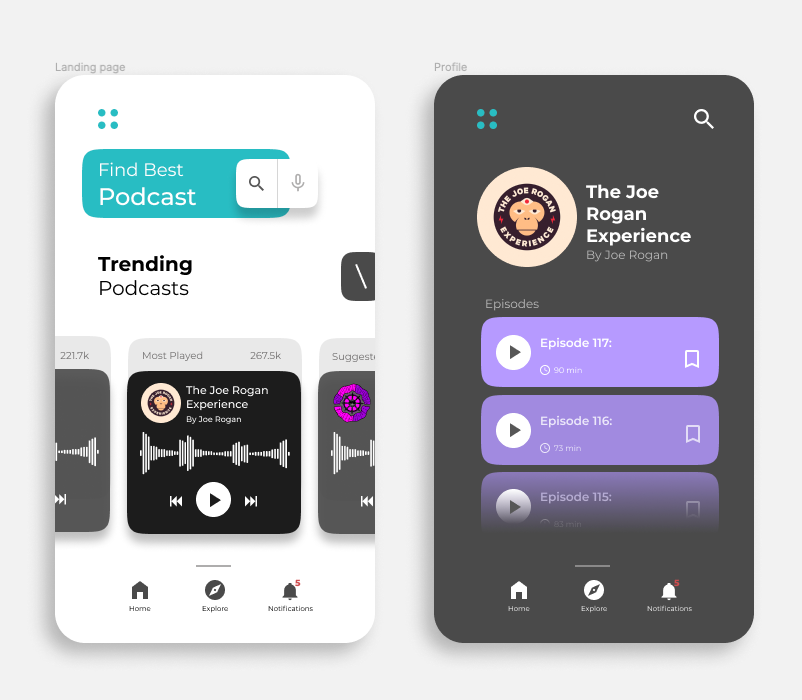 Landing page
Find Best
Podcast
Trending
Podcasts
\
221.7k
Most Played 267.5k
Suggeste
The Joe Rogan
Experience
By Joe Rogan
Home Explore Notifications
5
Profile
THE JOE ROGAN
EXPERIENCE
The Joe
Rogan
Experience
By Joe Rogan
Episodes
Episode 117:
90 min
Episode 116:
73 min
Episode 115:
83 min
Home Explore Notifications
5